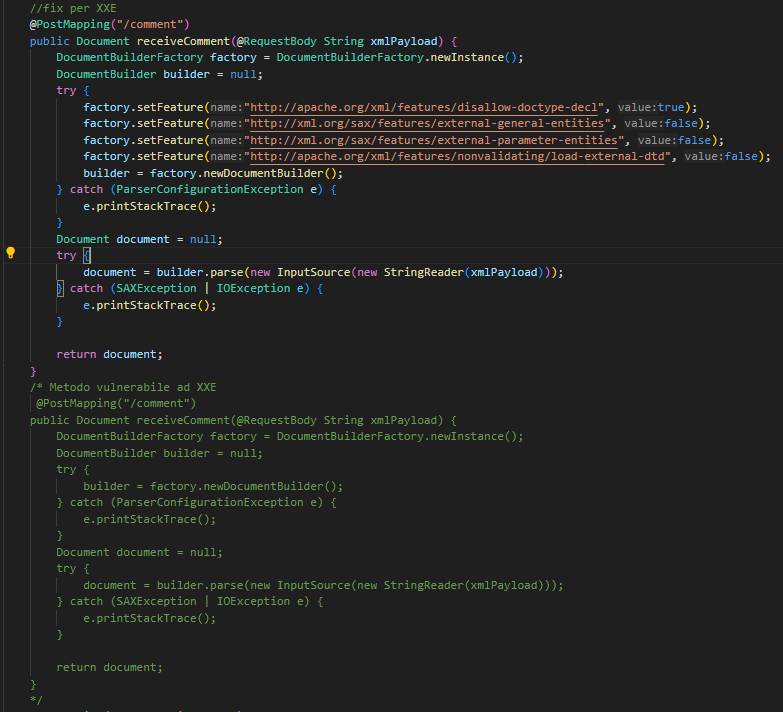 //fix per XXE
@PostMapping("/comment")
public Document receiveComment(@RequestBody String xmlPayload) {
    DocumentBuilderFactory factory = DocumentBuilderFactory.newInstance();
    DocumentBuilder builder = null;
    try {
        factory.setFeature(name:"http://apache.org/xml/features/disallow-doctype-decl", value:true);
        factory.setFeature(name:"http://xml.org/sax/features/external-general-entities", value:false);
        factory.setFeature(name:"http://xml.org/sax/features/external-parameter-entities", value:false);
        factory.setFeature(name:"http://apache.org/xml/features/nonvalidating/load-external-dtd", value:false);
        builder = factory.newDocumentBuilder();
    } catch (ParserConfigurationException e) {
        e.printStackTrace();
    }
    Document document = null;
    try {
        document = builder.parse(new InputSource(new StringReader(xmlPayload)));
    } catch (SAXException | IOException e) {
        e.printStackTrace();
    }

    return document;
}
/* Metodo vulnerabile ad XXE
 @PostMapping("/comment")
public Document receiveComment(@RequestBody String xmlPayload) {
    DocumentBuilderFactory factory = DocumentBuilderFactory.newInstance();
    DocumentBuilder builder = null;
    try {
        builder = factory.newDocumentBuilder();
    } catch (ParserConfigurationException e) {
        e.printStackTrace();
    }
    Document document = null;
    try {
        document = builder.parse(new InputSource(new StringReader(xmlPayload)));
    } catch (SAXException | IOException e) {
        e.printStackTrace();
    }

    return document;
}
*/